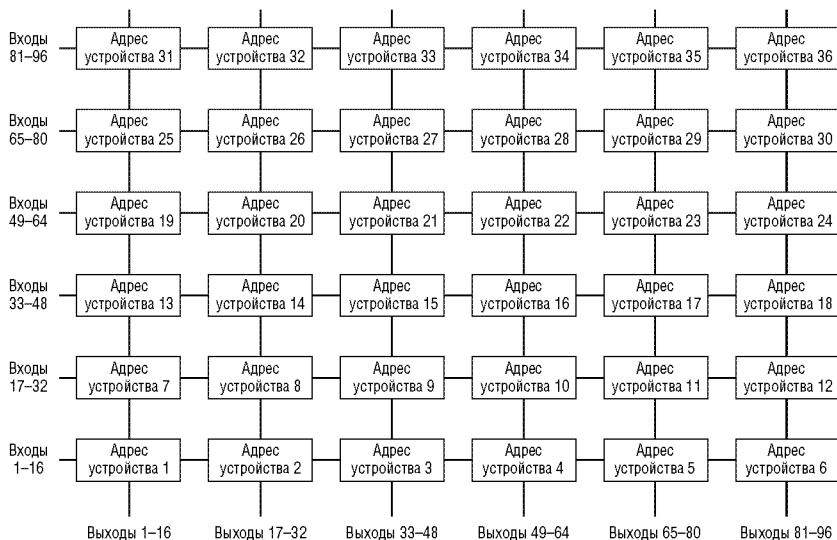 Входы
81–96
Адрес
устройства 31
Адрес
устройства 32
Адрес
устройства 33
Адрес
устройства 34
Адрес
устройства 35
Адрес
устройства 36
Входы
65–80
Адрес
устройства 25
Адрес
устройства 26
Адрес
устройства 27
Адрес
устройства 28
Адрес
устройства 29
Адрес
устройства 30
Входы
49–64
Адрес
устройства 19
Адрес
устройства 20
Адрес
устройства 21
Адрес
устройства 22
Адрес
устройства 23
Адрес
устройства 24
Входы
33–48
Адрес
устройства 13
Адрес
устройства 14
Адрес
устройства 15
Адрес
устройства 16
Адрес
устройства 17
Адрес
устройства 18
Входы
17–32
Адрес
устройства 7
Адрес
устройства 8
Адрес
устройства 9
Адрес
устройства 10
Адрес
устройства 11
Адрес
устройства 12
Входы
1–16
Адрес
устройства 1
Адрес
устройства 2
Адрес
устройства 3
Адрес
устройства 4
Адрес
устройства 5
Адрес
устройства 6
Выходы 1–16
Выходы 17–32
Выходы 33–48
Выходы 49–64
Выходы 65–80
Выходы 81–96